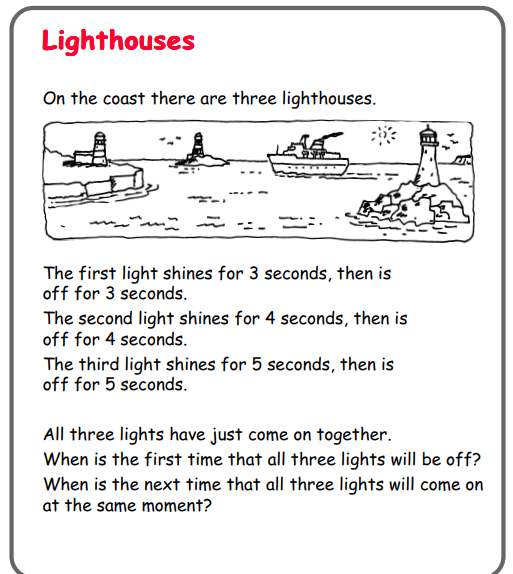 Lighthouses
On the coast there are three lighthouses.
The first light shines for 3 seconds, then is
off for 3 seconds.
The second light shines for 4 seconds, then is
off for 4 seconds.
The third light shines for 5 seconds, then is
off for 5 seconds.
All three lights have just come on together.
When is the first time that all three lights will be off?
When is the next time that all three lights will come on
at the same moment?